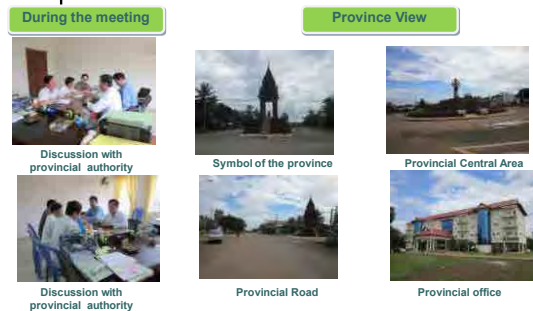 During the meeting
Province View
Discussion with
provincial authority
Symbol of the province
Provincial Central Area
Discussion with
provincial authority
Provincial Road
Provincial office